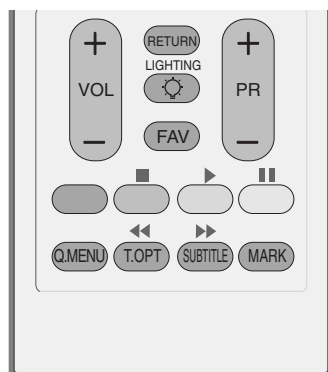 + RETURN +
LIGHTING
VOL PR
− FAV −
Q.MENU T.OPT SUBTITLE MARK